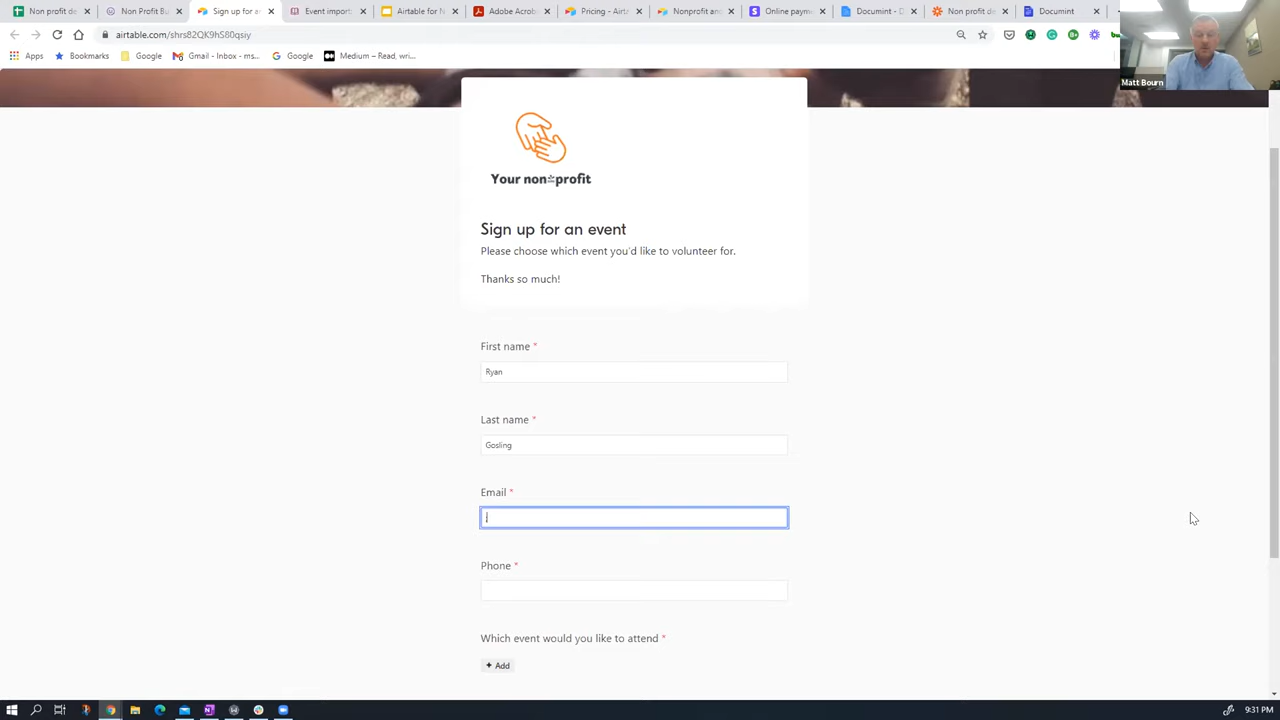 Non profit de
Non Profit Bu
Sign up for a
Event import
Airtable for N
Adobe Acrob
Pricing - Airt
Nonprofit an
Online payme
Document - D
Non profit de
Document
airtable.com/shrs82QK9hS80qsiy
Apps
Bookmarks
Google
Gmail - Inbox - ms...
Google
Medium – Read, wri...
Matt Bourn
Your non-profit
Sign up for an event
Please choose which event you'd like to volunteer for.
Thanks so much!
First name *
Ryan
Last name *
Gosling
Email *
Phone *
Which event would you like to attend *
+ Add
9:31 PM